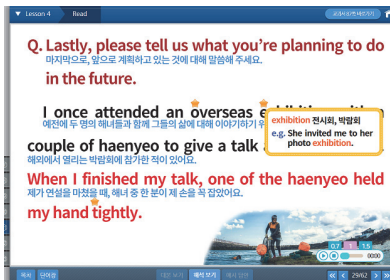 ▼ Lesson 4 Read
Q. Lastly, please tell us what you're planning to do
마지막으로, 앞으로 계획하고 있는 것에 대해 말씀해 주세요.
in the future.
I once attended an overseas
예전에 두 명의 해녀들과 함께 그들의 삶에 대해 이야기하기 위
couple of haenyeo to give a talk
해외에서 열리는 박람회에 참가한 적이 있어요.
exhibition 전시회, 박람회
e.g. She invited me to her
photo exhibition.
When I finished my talk, one of the haenyeo held
제가 연설을 마쳤을 때, 해녀 중 한 분이 제 손을 꼭 잡았어요.
my hand tightly.
0.7 1 1.5
00:00
목차 단어장 해석 보기 29/62